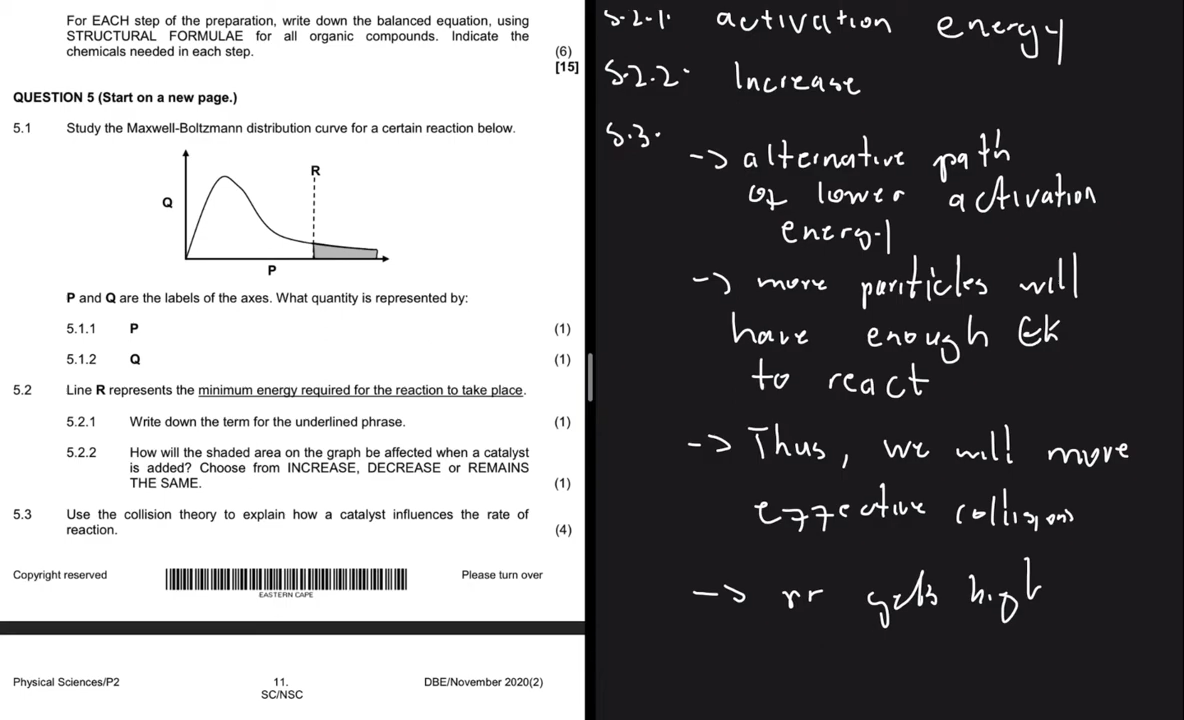 For EACH step of the preparation, write down the balanced equation, using
STRUCTURAL FORMULAE for all organic compounds. Indicate the
chemicals needed in each step.
(6)
[15]
QUESTION 5 (Start on a new page.)
5.1 Study the Maxwell-Boltzmann distribution curve for a certain reaction below.
R
Q
P
P and Q are the labels of the axes. What quantity is represented by:
5.1.1 P (1)
5.1.2 Q (1)
5.2 Line R represents the minimum energy required for the reaction to take place.
5.2.1 Write down the term for the underlined phrase. (1)
5.2.2 How will the shaded area on the graph be affected when a catalyst
is added? Choose from INCREASE, DECREASE or REMAINS
THE SAME. (1)
5.3 Use the collision theory to explain how a catalyst influences the rate of
reaction. (4)
Copyright reserved
EASTERN CAPE
Please turn over
Physical Sciences/P2
11.
SC/NSC
DBE/November 2020(2)
5.2.1. activation energy
5.2.2. Increase
5.3.
-> alternative path
of lower activation
energy
-> more particles will
have enough EK
to react
-> Thus, we will more
effective collisions
-> rr gets high